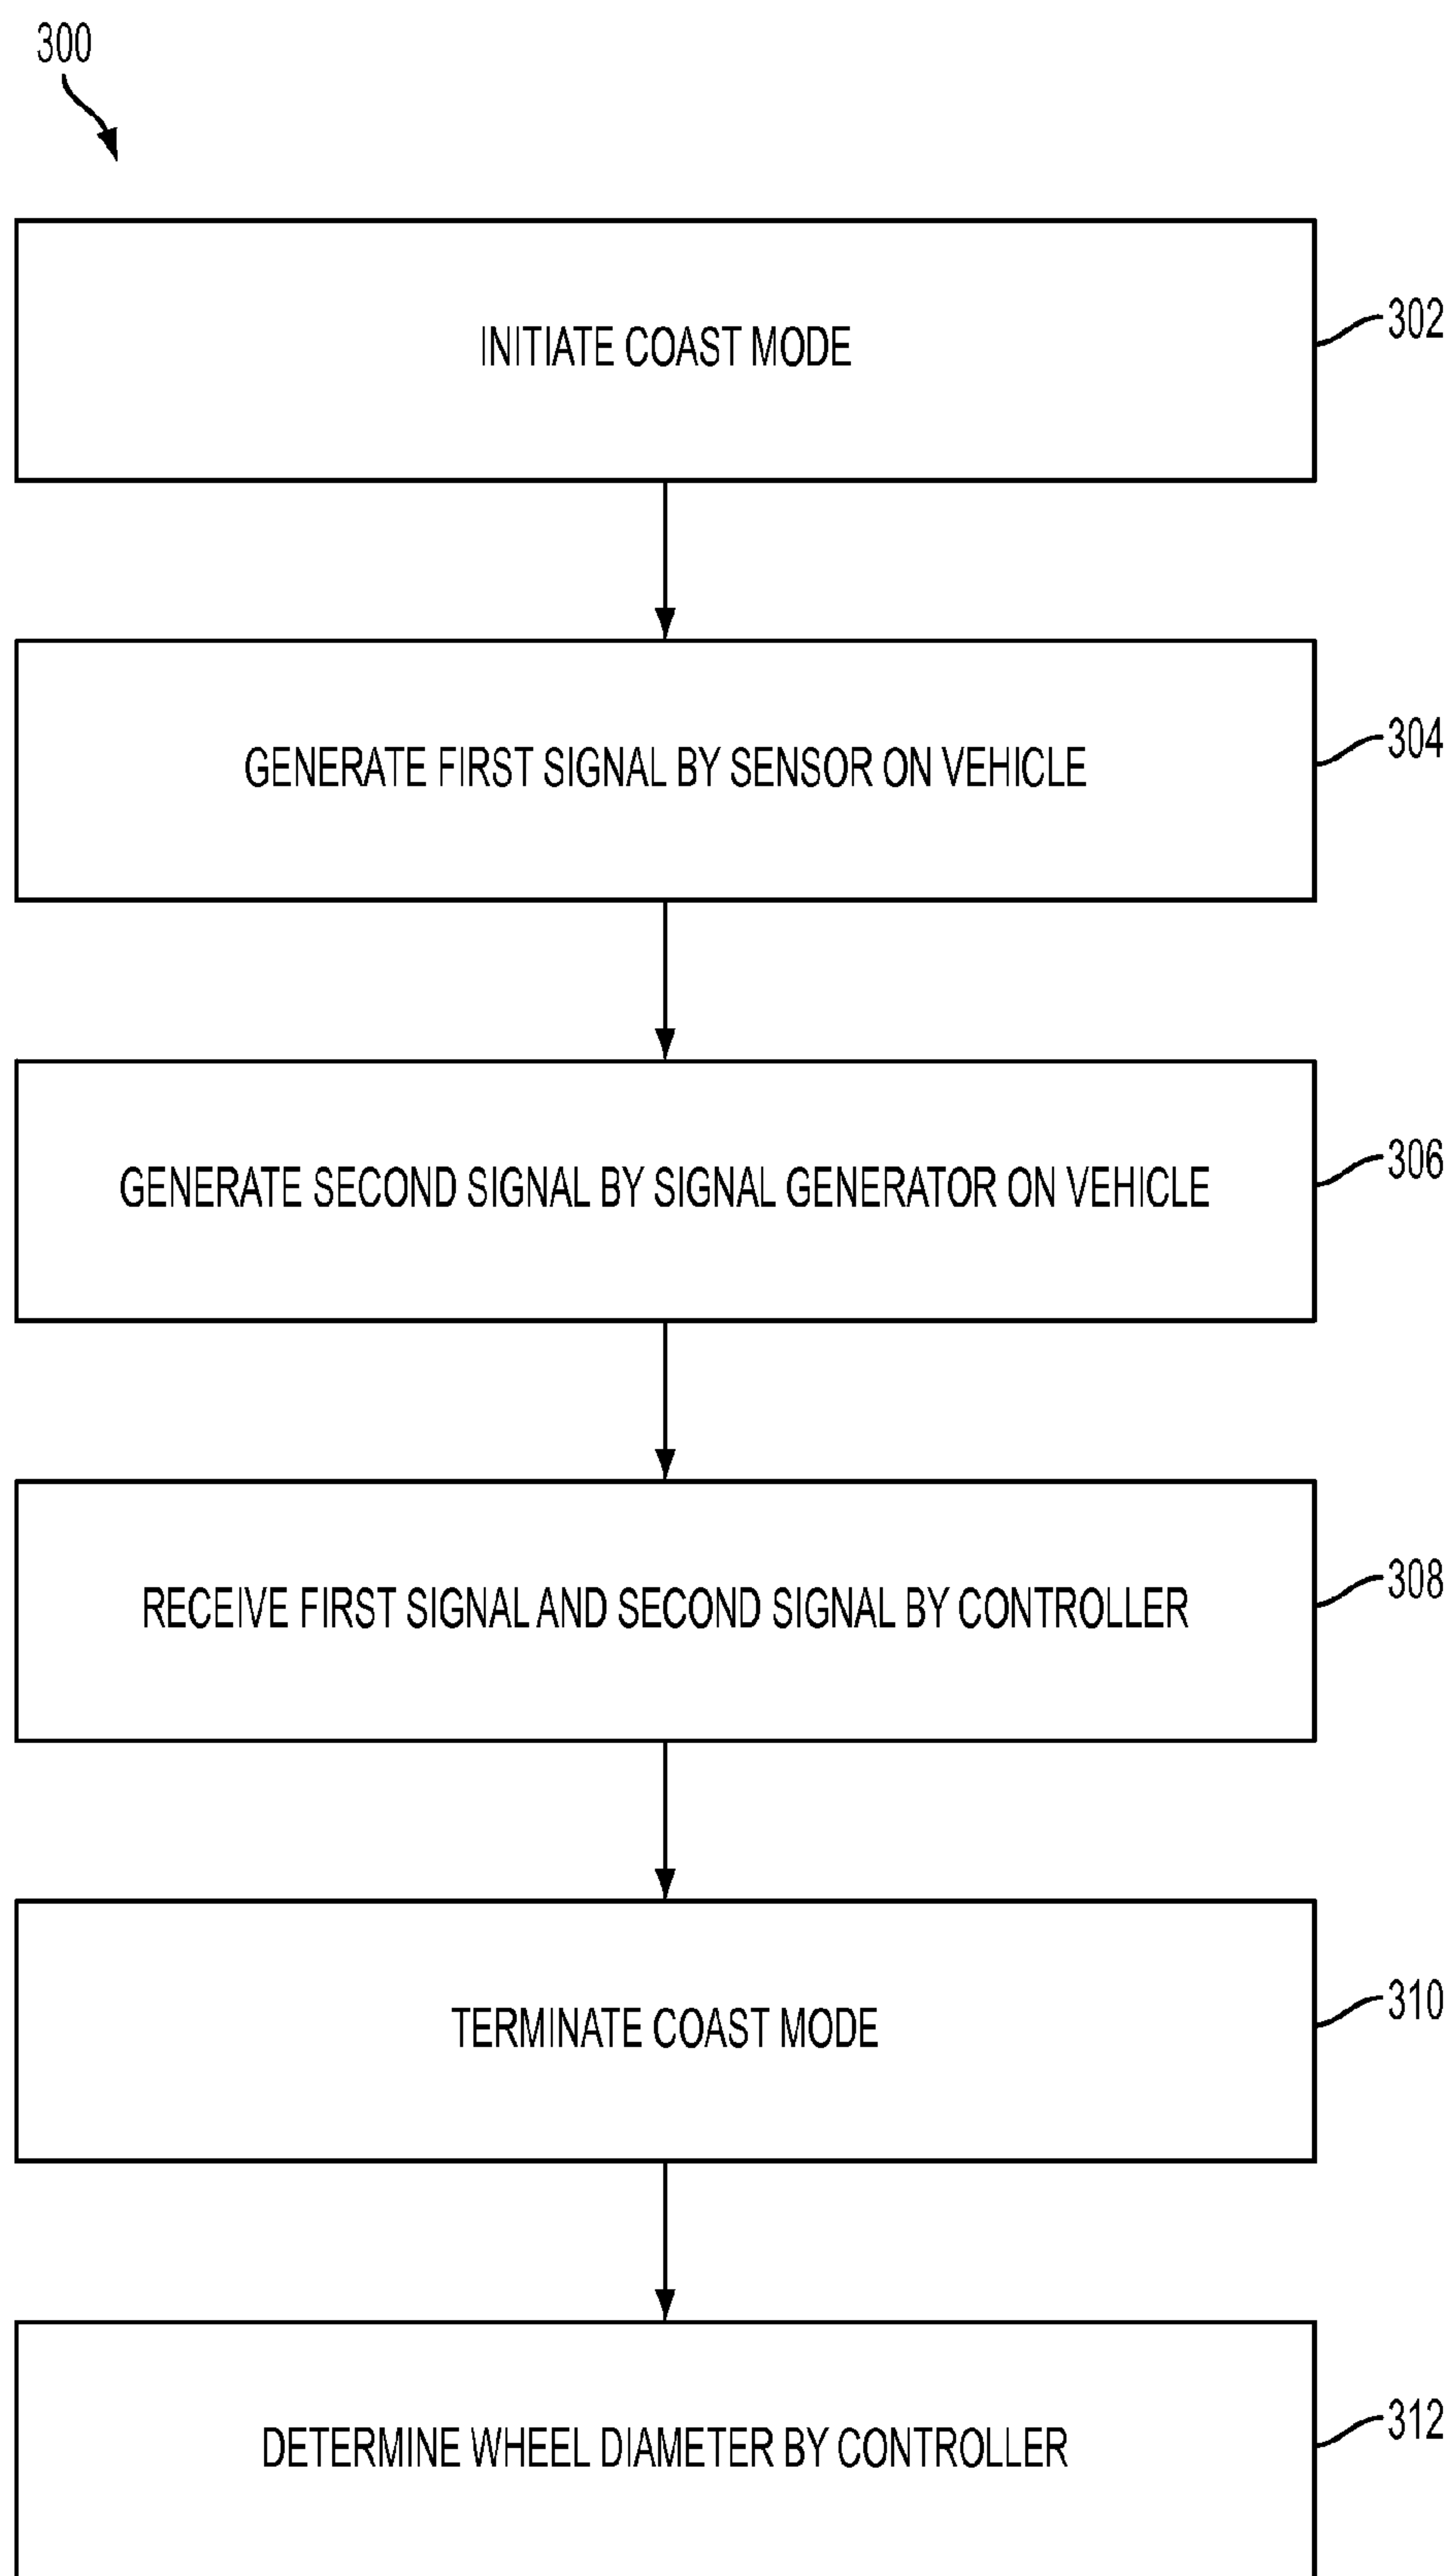 300
INITIATE COAST MODE
302
GENERATE FIRST SIGNAL BY SENSOR ON VEHICLE
304
GENERATE SECOND SIGNAL BY SIGNAL GENERATOR ON VEHICLE
306
RECEIVE FIRST SIGNAL AND SECOND SIGNAL BY CONTROLLER
308
TERMINATE COAST MODE
310
DETERMINE WHEEL DIAMETER BY CONTROLLER
312